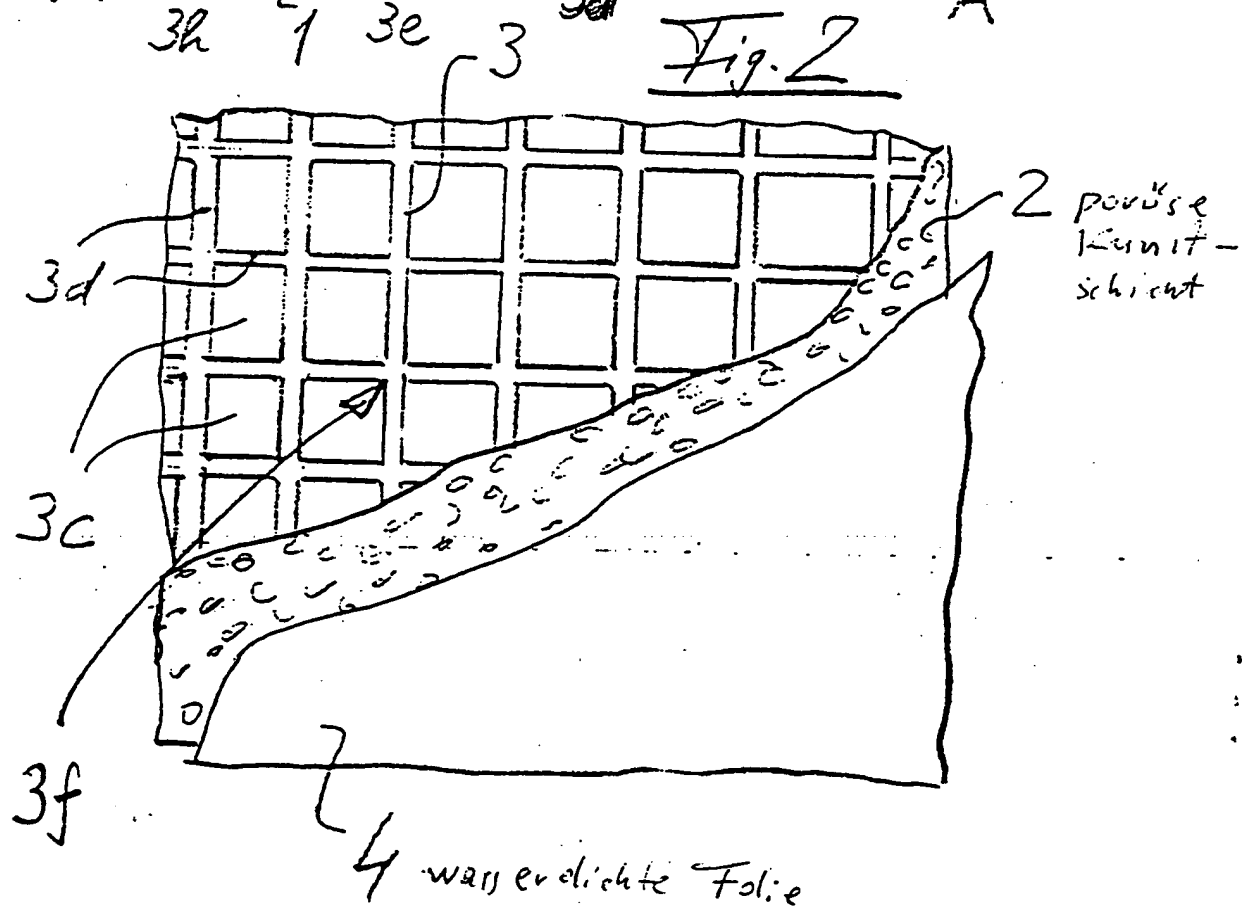 3h 1 3e A
3
Fig. 2
2 poröse
Kunst-
schicht
3d
3c
3f
4 wasserdichte Folie